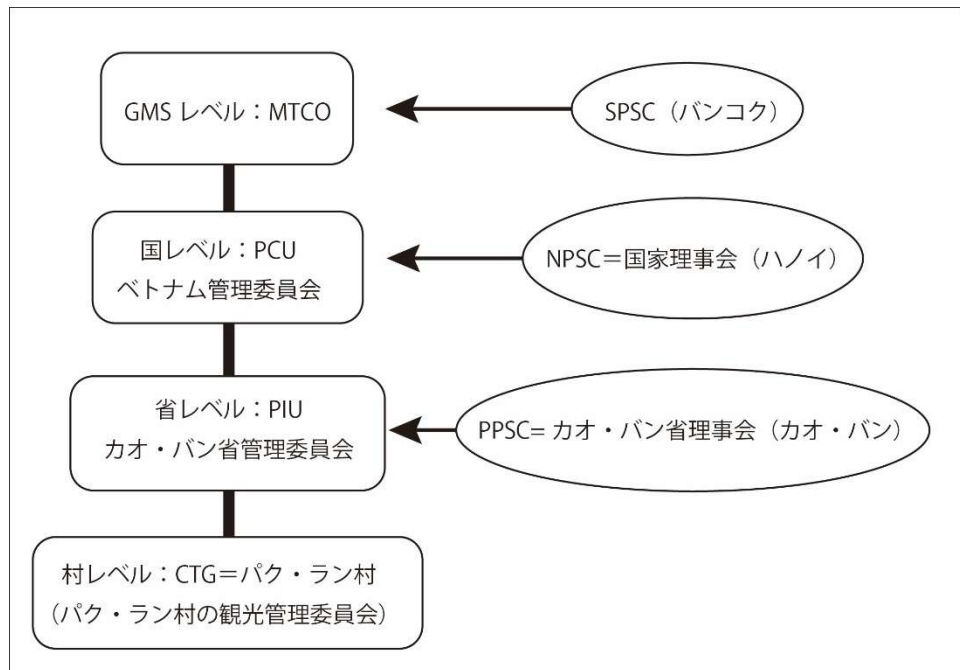 GMS レベル：MTCO
SPSC（バンコク）
国レベル：PCU
ベトナム管理委員会
NPSC＝国家理事会（ハノイ）
省レベル：PIU
カオ・バン省管理委員会
PPSC= カオ・バン省理事会（カオ・バン）
村レベル：CTG＝パク・ラン村
（パク・ラン村の観光管理委員会）